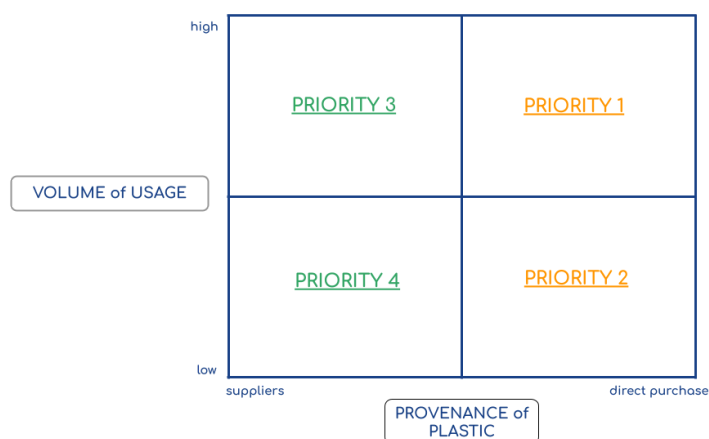 high
PRIORITY 3
PRIORITY 1
VOLUME of USAGE
PRIORITY 4
PRIORITY 2
low
suppliers
direct purchase
PROVENANCE of
PLASTIC